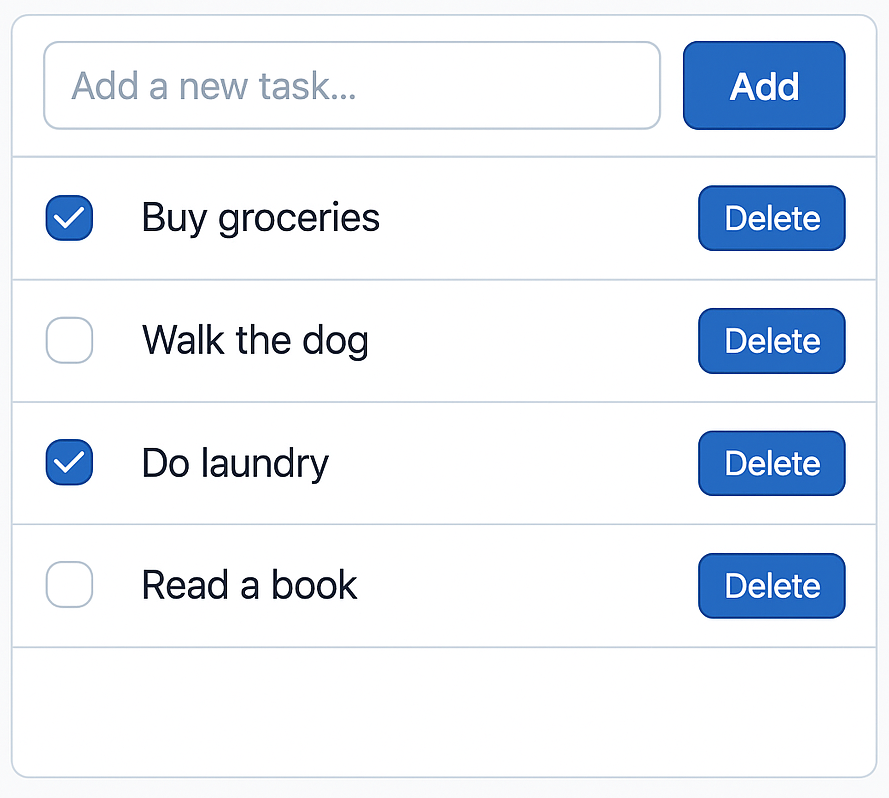 Add a new task...
Add
Buy groceries
Delete
Walk the dog
Delete
Do laundry
Delete
Read a book
Delete